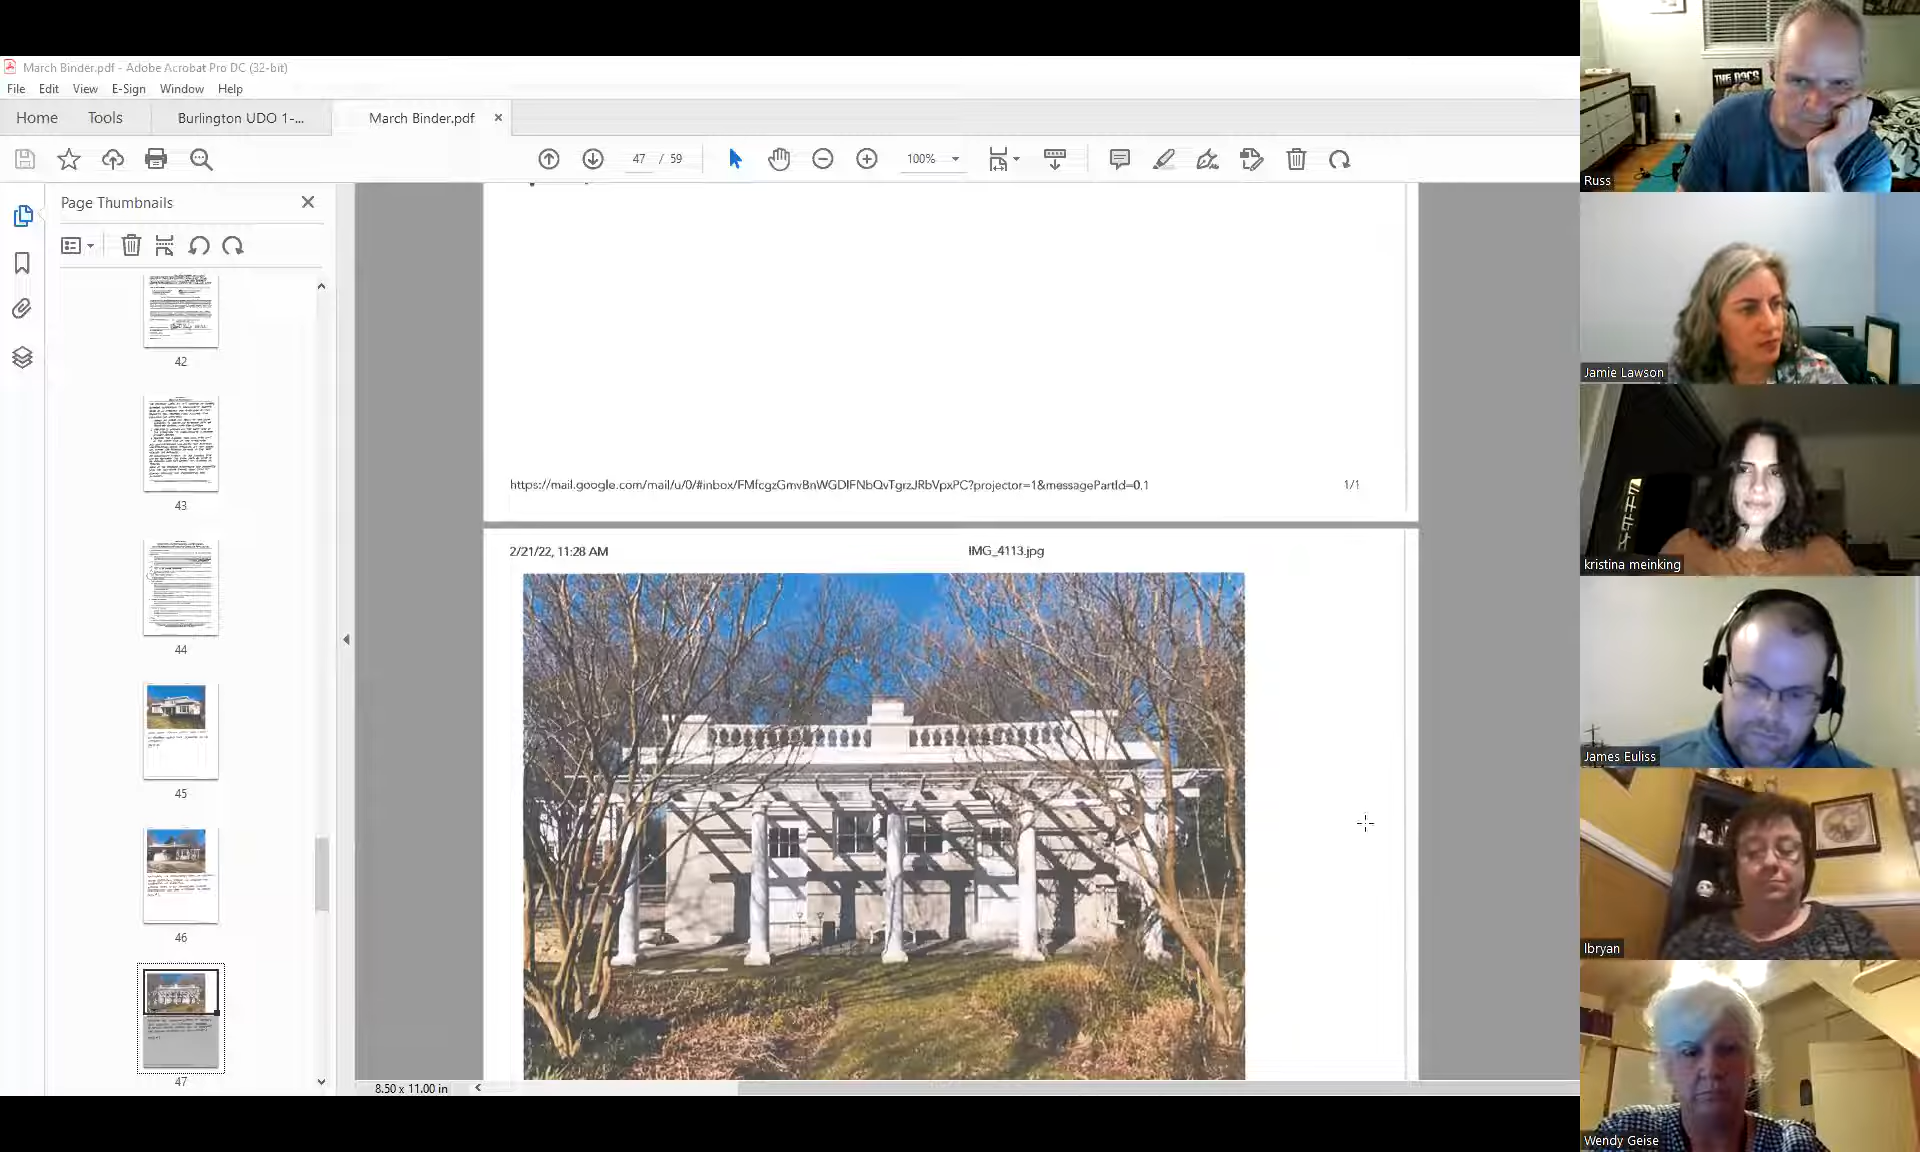 March Binder.pdf - Adobe Acrobat Pro DC (32-bit)
File Edit View E-Sign Window Help
Home Tools Burlington UDO 1-... March Binder.pdf
47 / 59 100%
Page Thumbnails
42
43
44
45
46
47
https://mail.google.com/mail/u/0/#inbox/FMfcgzGmvBnWGDlFNbQvTgrzJRbVpxPC?projector=1&messagePartId=0.1 1/1
2/21/22, 11:28 AM IMG_4113.jpg
8.50 x 11.00 in
THE DOCS
Russ
Jamie Lawson
kristina meinking
James Euliss
lbryan
Wendy Geise